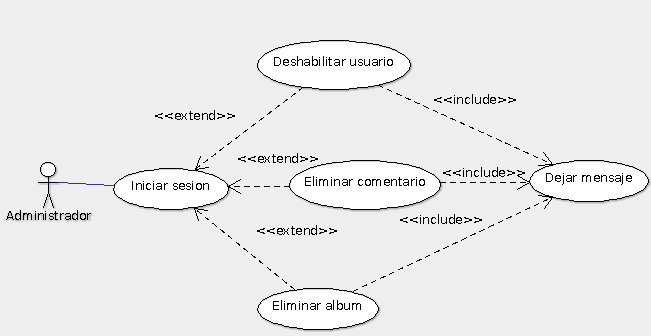 Deshabilitar usuario
<<extend>>
<<include>>
<<extend>>
Iniciar sesion
Eliminar comentario
<<include>>
Dejar mensaje
Administrador
<<extend>>
<<include>>
Eliminar album